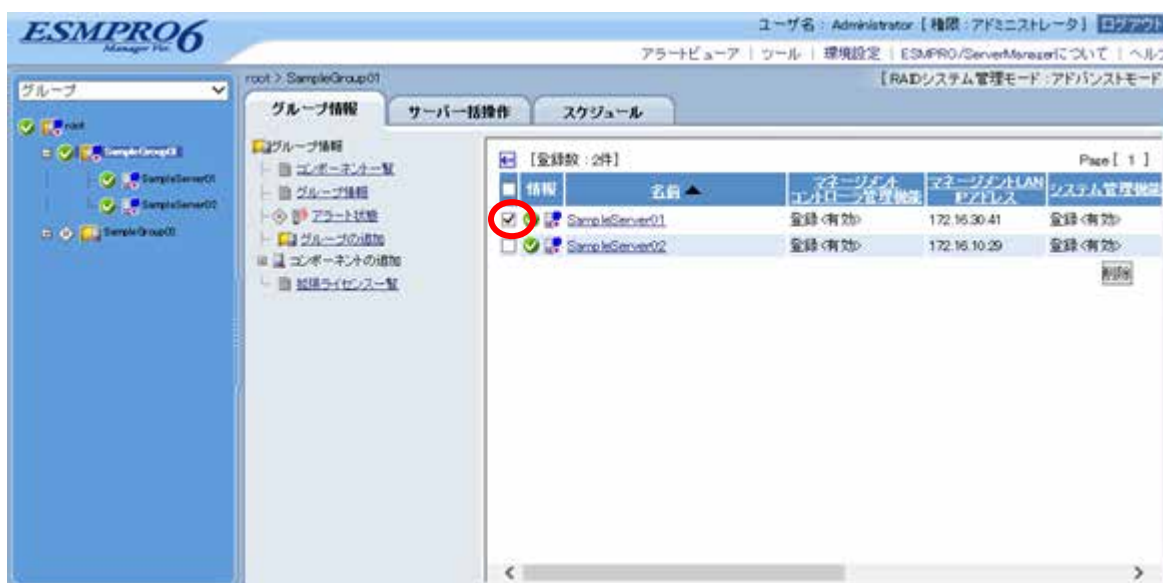 ESMPRO6
Manager Ver.
ユーザ名 : Administrator [ 権限 : アドミニストレータ ] ログアウト
アラートビューア | ツール | 環境設定 | ESMPRO/ServerManagerについて | ヘルプ
グループ
root > SampleGroup01
[ RAIDシステム管理モード : アドバンストモード
root
SampleGroup01
SampleServer01
SampleServer02
グループ情報
サーバ一括操作
スケジュール
グループ情報
コンポーネント一覧
グループ情報
アラート状態
グループの追加
コンポーネントの追加
拡張ライセンス一覧
[登録数 : 2件]
Page [ 1 ]
情報 名前 ▲ マネージメントコントローラ管理機能 マネージメントLAN IPアドレス システム管理機能
SampleServer01 登録<有効> 172.16.30.41 登録<有効>
SampleServer02 登録<有効> 172.16.10.29 登録<有効>
削除